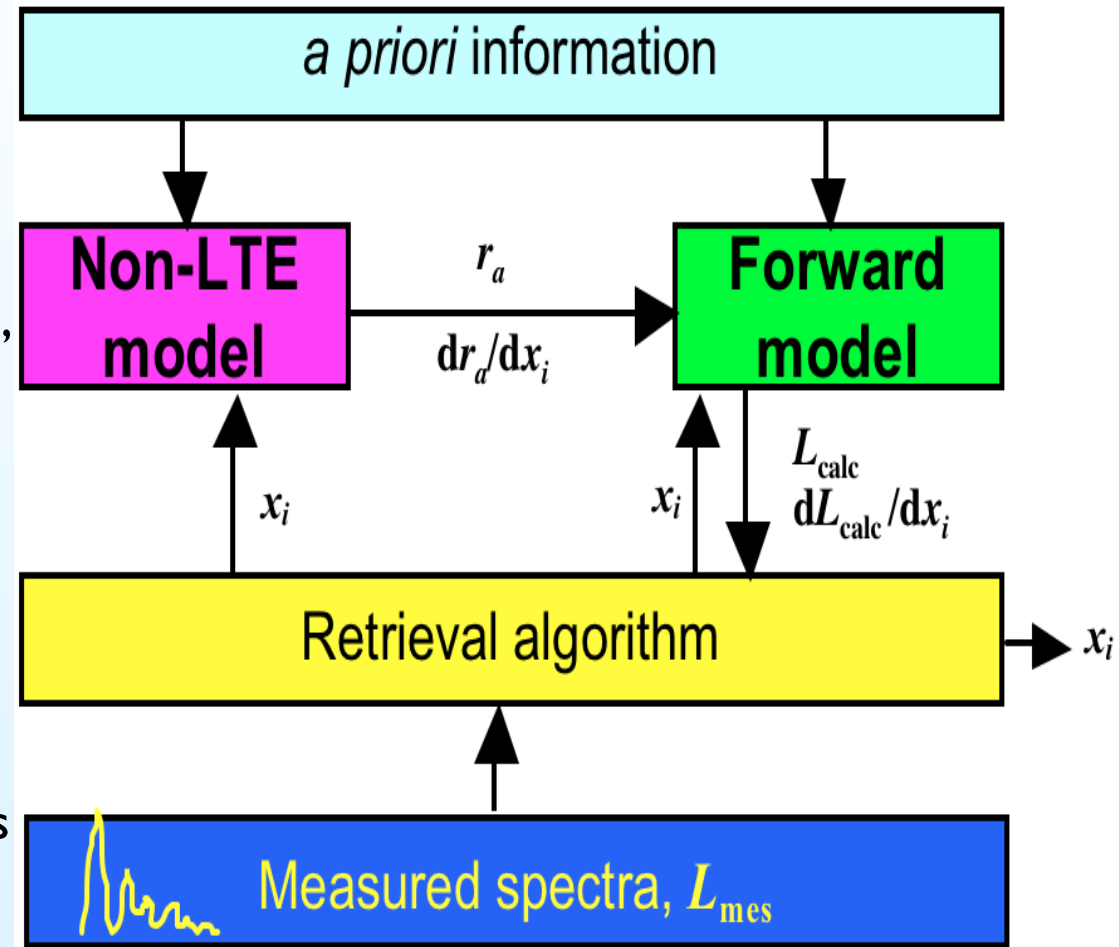 a priori information
Non-LTE
model
r_a
dr_a/dx_i
Forward
model
,
x_i
x_i
L_calc
dL_calc/dx_i
Retrieval algorithm
x_i
s
Measured spectra, L_mes